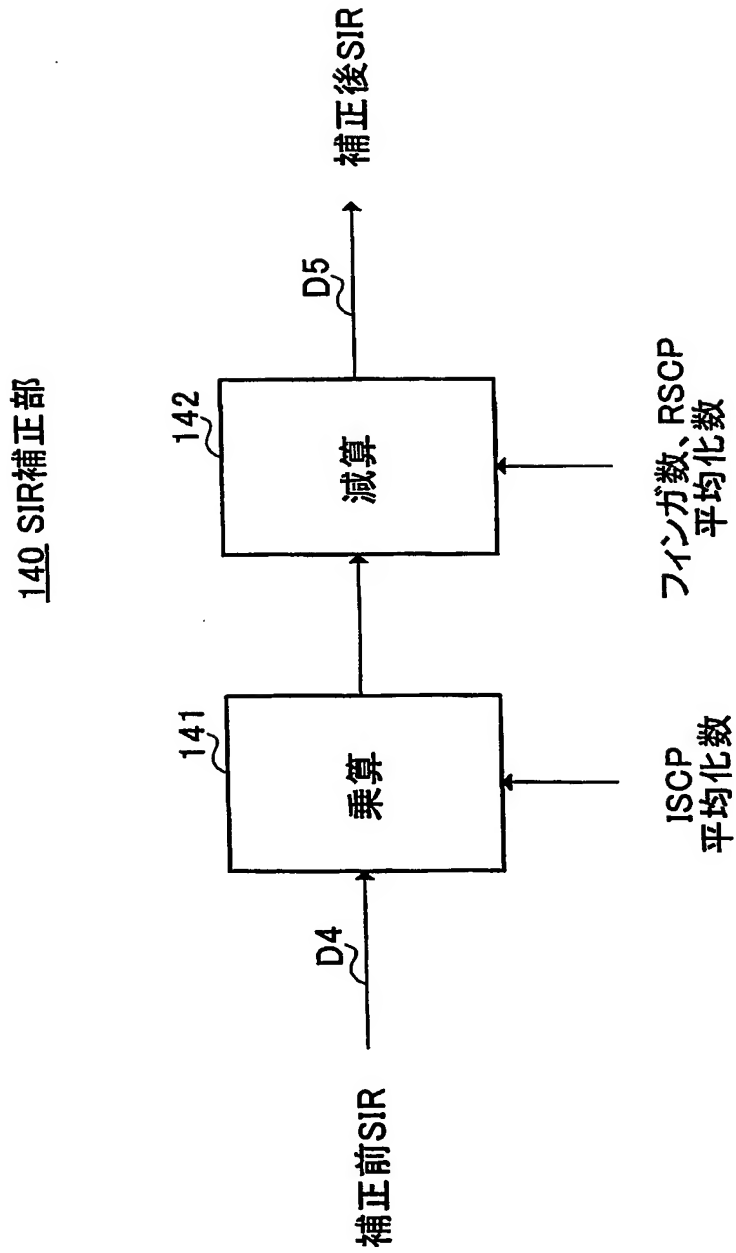 140 SIR補正部
補正前SIR
D4
141
乗算
ISCP
平均化数
142
減算
フィンガ数、RSCP
平均化数
D5
補正後SIR